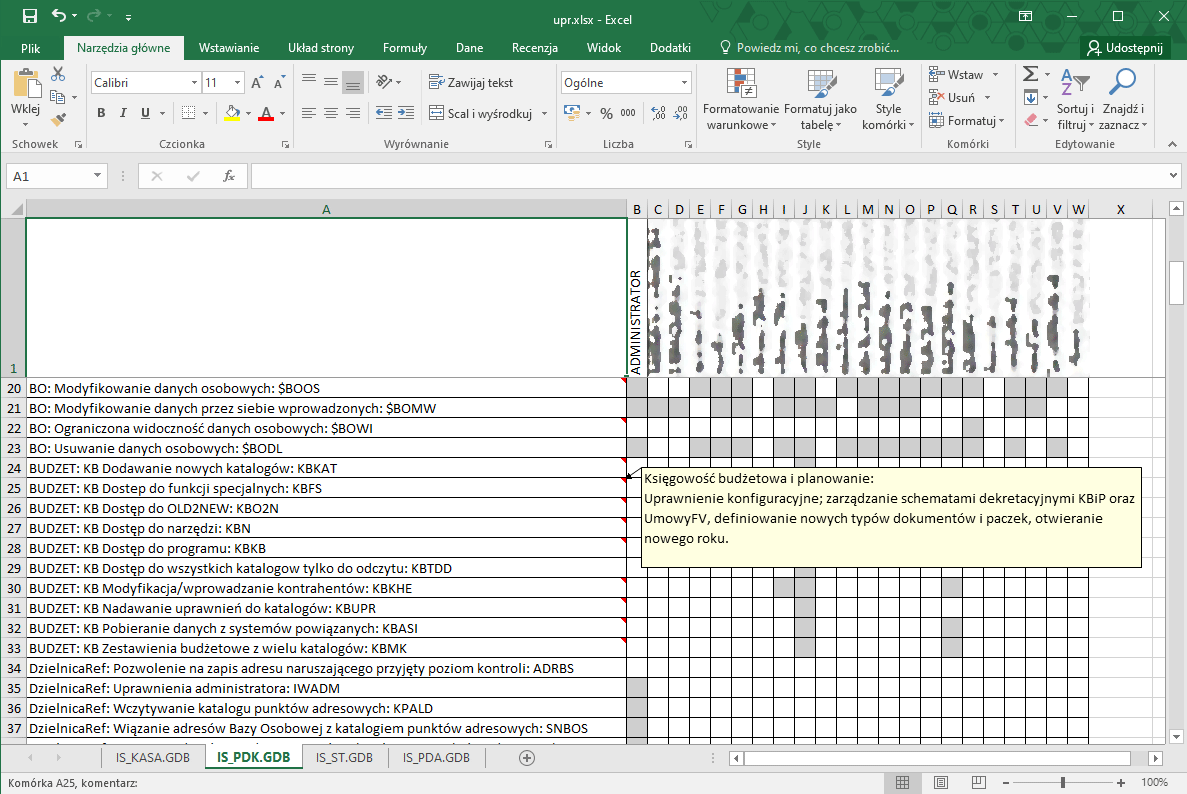 upr.xlsx - Excel
Plik Narzędzia główne Wstawianie Układ strony Formuły Dane Recenzja Widok Dodatki Powiedz mi, co chcesz zrobić... Udostępnij
Wklej
Calibri 11
B I U A
Zawijaj tekst
Scal i wyśrodkuj
Ogólne
% 000
Formatowanie warunkowe
Formatuj jako tabelę
Style komórki
Wstaw
Usuń
Formatuj
Sortuj i filtruj
Znajdź i zaznacz
Schowek Czcionka Wyrównanie Liczba Style Komórki Edytowanie
A1 fx
A B C D E F G H I J K L M N O P Q R S T U V W X
1 ADMINISTRATOR
20 BO: Modyfikowanie danych osobowych: $BOOS
21 BO: Modyfikowanie danych przez siebie wprowadzonych: $BOMW
22 BO: Ograniczona widoczność danych osobowych: $BOWI
23 BO: Usuwanie danych osobowych: $BODL
24 BUDZET: KB Dodawanie nowych katalogów: KBKAT
25 BUDZET: KB Dostep do funkcji specjalnych: KBFS
26 BUDZET: KB Dostęp do OLD2NEW: KBO2N
27 BUDZET: KB Dostęp do narzędzi: KBN
28 BUDZET: KB Dostęp do programu: KBKB
29 BUDZET: KB Dostęp do wszystkich katalogow tylko do odczytu: KBTDD
30 BUDZET: KB Modyfikacja/wprowadzanie kontrahentów: KBKHE
31 BUDZET: KB Nadawanie uprawnień do katalogów: KBUPR
32 BUDZET: KB Pobieranie danych z systemów powiązanych: KBASI
33 BUDZET: KB Zestawienia budżetowe z wielu katalogów: KBMK
34 DzielnicaRef: Pozwolenie na zapis adresu naruszającego przyjęty poziom kontroli: ADRBS
35 DzielnicaRef: Uprawnienia administratora: IWADM
36 DzielnicaRef: Wczytywanie katalogu punktów adresowych: KPALD
37 DzielnicaRef: Wiązanie adresów Bazy Osobowej z katalogiem punktów adresowych: SNBOS
Księgowość budżetowa i planowanie:
Uprawnienie konfiguracyjne; zarządzanie schematami dekretacyjnymi KBiP oraz
UmowyFV, definiowanie nowych typów dokumentów i paczek, otwieranie
nowego roku.
IS_KASA.GDB IS_PDK.GDB IS_ST.GDB IS_PDA.GDB
Komórka A25, komentarz: 100%